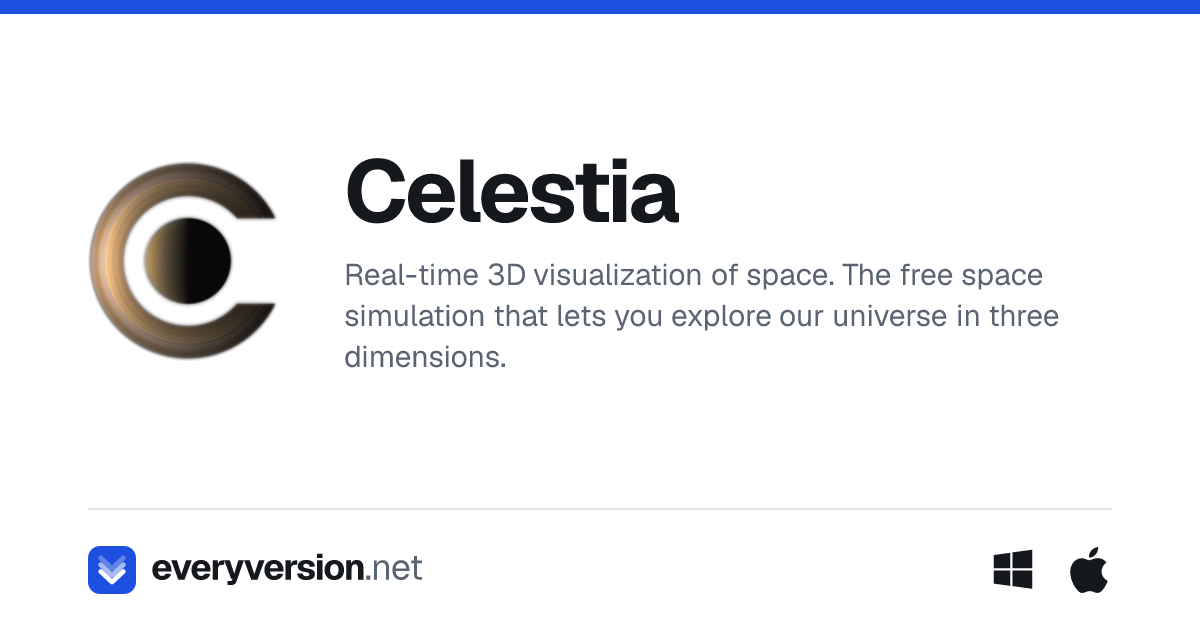 Celestia
Real-time 3D visualization of space. The free space
simulation that lets you explore our universe in three
dimensions.
everyversion.net